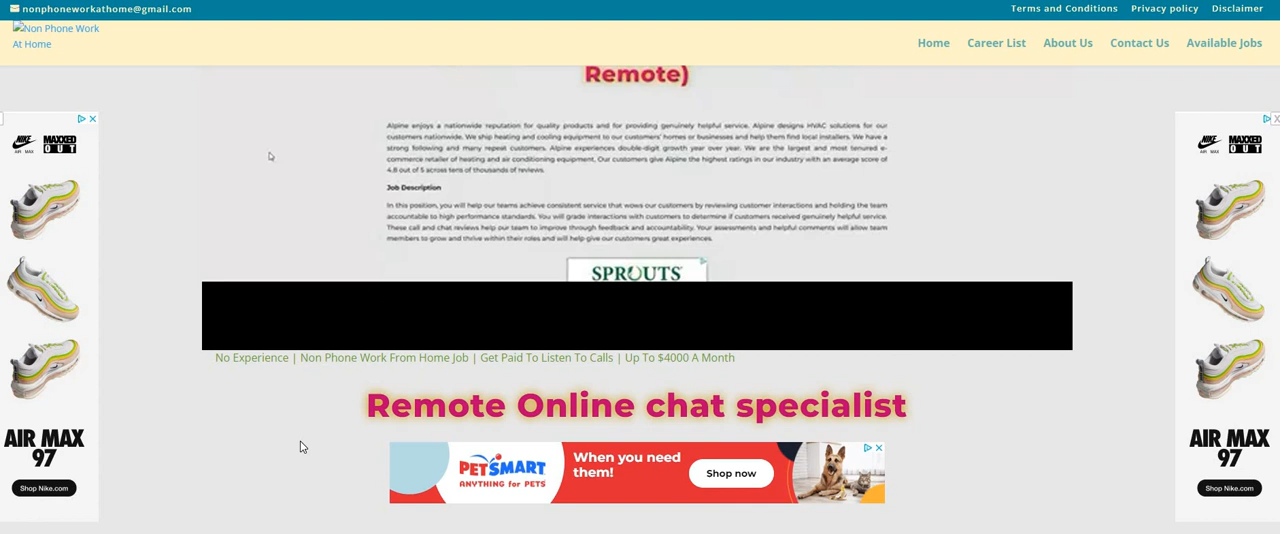 nonphoneworkathome@gmail.com
Terms and Conditions Privacy policy Disclaimer
Non Phone Work
At Home
Home Career List About Us Contact Us Available Jobs
Remote)
Alpine enjoys a nationwide reputation for quality products and for providing genuinely helpful service. Alpine designs HVAC solutions for our
customers nationwide. We ship heating and cooling equipment to our customers' homes or businesses and help them find local installers. We have a
strong following and many repeat customers. Alpine experiences double-digit growth year over year. We are the largest and most tenured e-
commerce retailer of heating and air conditioning equipment. Our customers give Alpine the highest ratings in our industry with an average score of
4.8 out of 5 across tens of thousands of reviews.
Job Description
In this position, you will help our teams achieve consistent service that wows our customers by reviewing customer interactions and holding the team
accountable to high performance standards. You will grade interactions with customers to determine if customers received genuinely helpful service.
These call and chat reviews help our team to improve through feedback and accountability. Your assessments and helpful comments will allow team
members to grow and thrive within their roles and will help give our customers great experiences.
SPROUTS
No Experience | Non Phone Work From Home Job | Get Paid To Listen To Calls | Up To $4000 A Month
Remote Online chat specialist
PETSMART
ANYTHING for PETS
When you need
them!
Shop now
NIKE
AIR MAX
MAXXED
OUT
AIR MAX
97
Shop Nike.com
NIKE
AIR MAX
MAXXED
OUT
AIR MAX
97
Shop Nike.com
X